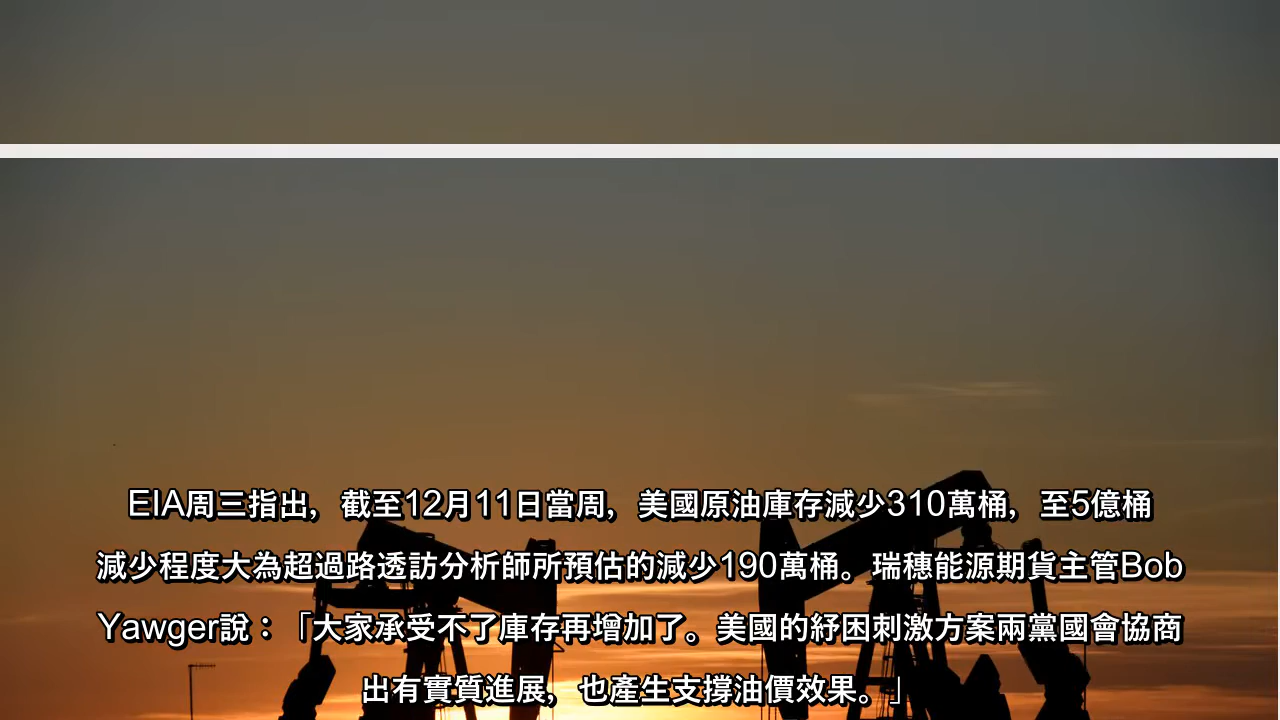 EIA周三指出，截至12月11日當周，美國原油庫存減少310萬桶，至5億桶
減少程度大為超過路透訪分析師所預估的減少190萬桶。瑞穗能源期貨主管Bob
Yawger說：「大家承受不了庫存再增加了。美國的紓困刺激方案兩黨國會協商
出有實質進展，也產生支撐油價效果。」